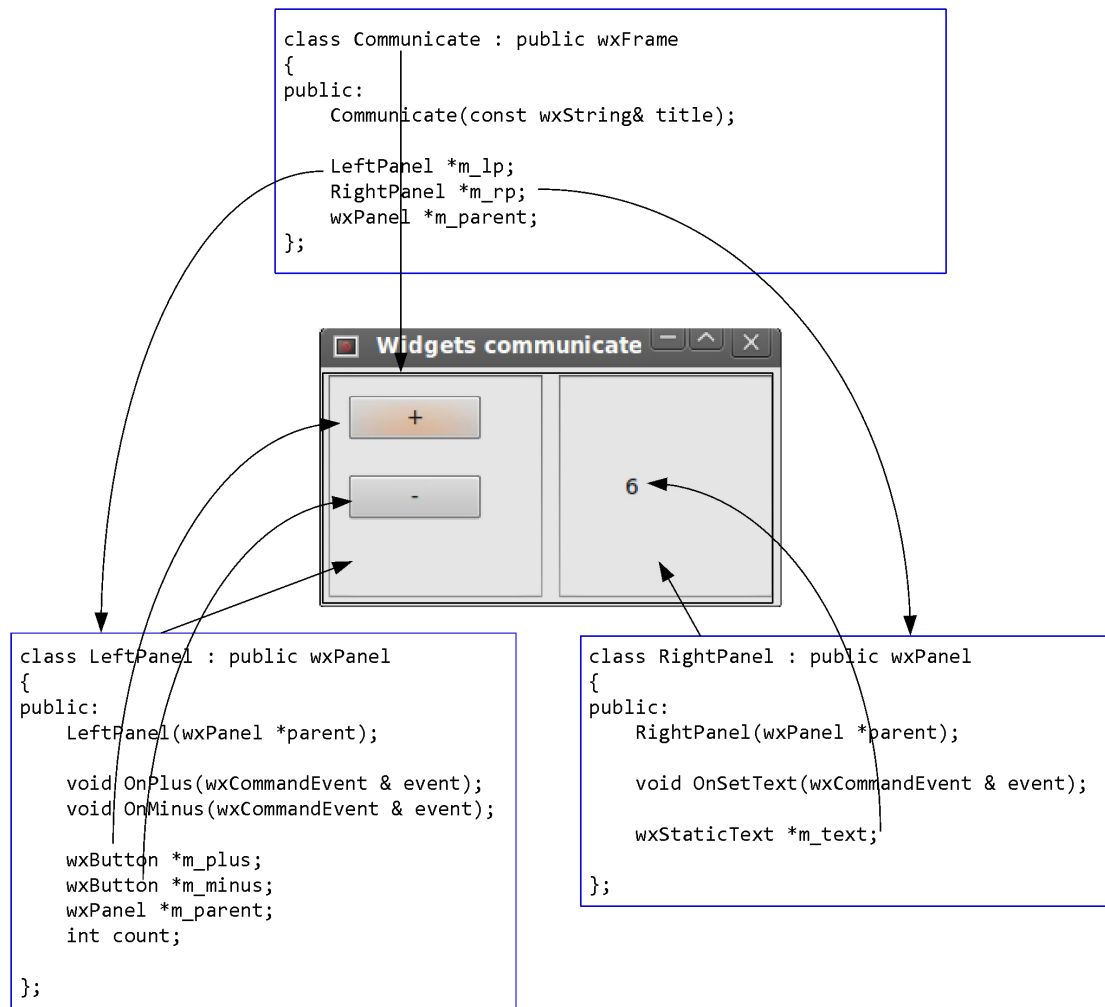 class Communicate : public wxFrame
{
public:
    Communicate(const wxString& title);

    LeftPanel *m_lp;
    RightPanel *m_rp;
    wxPanel *m_parent;
};
Widgets communicate
+
-
6
class LeftPanel : public wxPanel
{
public:
    LeftPanel(wxPanel *parent);

    void OnPlus(wxCommandEvent & event);
    void OnMinus(wxCommandEvent & event);

    wxButton *m_plus;
    wxButton *m_minus;
    wxPanel *m_parent;
    int count;

};
class RightPanel : public wxPanel
{
public:
    RightPanel(wxPanel *parent);

    void OnSetText(wxCommandEvent & event);

    wxStaticText *m_text;

};